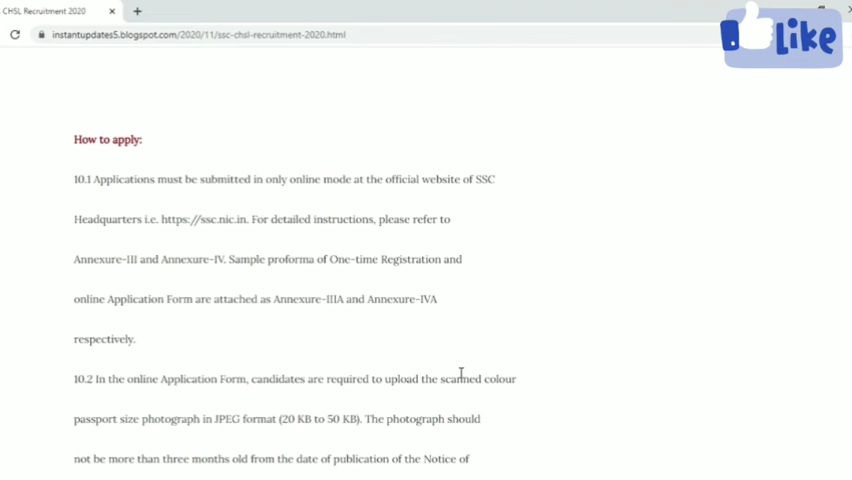 CHSL Recruitment 2020
instantupdates5.blogspot.com/2020/11/ssc-chsl-recruitment-2020.html
Like
How to apply:
10.1 Applications must be submitted in only online mode at the official website of SSC
Headquarters i.e. https://ssc.nic.in. For detailed instructions, please refer to
Annexure-III and Annexure-IV. Sample proforma of One-time Registration and
online Application Form are attached as Annexure-IIIA and Annexure-IVA
respectively.
10.2 In the online Application Form, candidates are required to upload the scanned colour
passport size photograph in JPEG format (20 KB to 50 KB). The photograph should
not be more than three months old from the date of publication of the Notice of